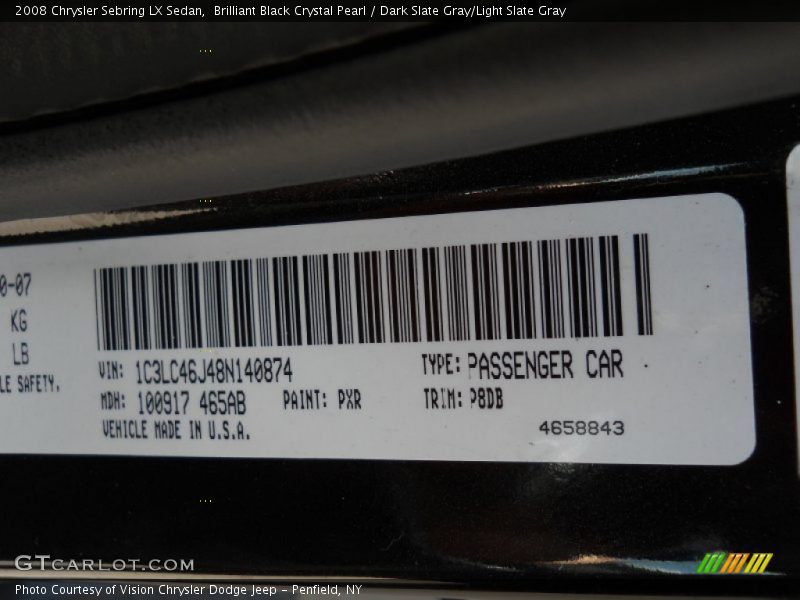 2008 Chrysler Sebring LX Sedan,  Brilliant Black Crystal Pearl / Dark Slate Gray/Light Slate Gray
0-07
KG
LB
LE SAFETY.
VIN: 1C3LC46J48N140874
TYPE: PASSENGER CAR
MDH: 100917 465AB
PAINT: PXR
TRIM: P8DB
VEHICLE MADE IN U.S.A.
4658843
GTCARLOT.COM
Photo Courtesy of Vision Chrysler Dodge Jeep – Penfield, NY